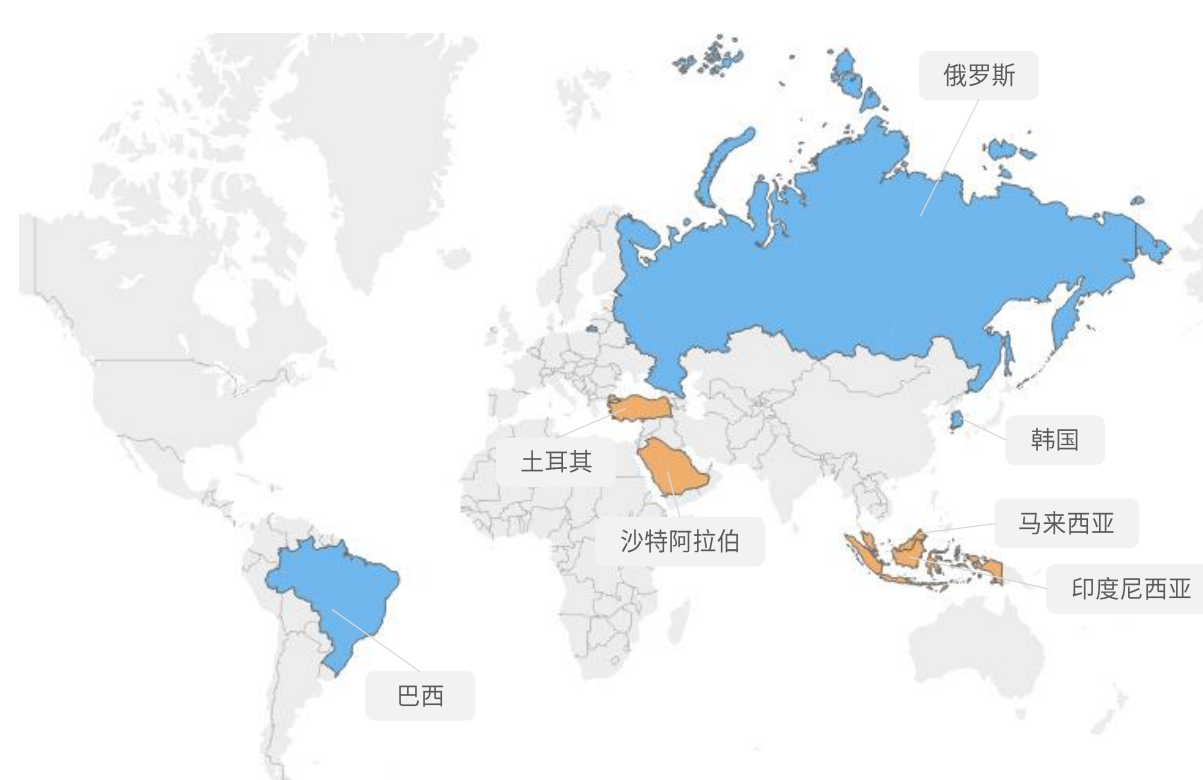 俄罗斯
韩国
土耳其
马来西亚
沙特阿拉伯
印度尼西亚
巴西